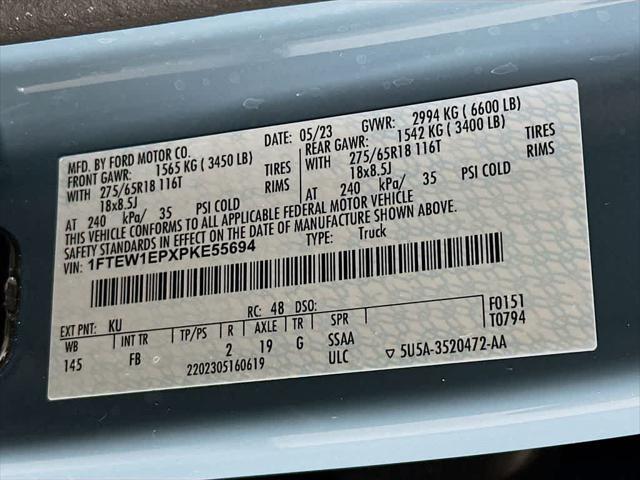 MFD. BY FORD MOTOR CO.
DATE: 05/23 GVWR: 2994 KG ( 6600 LB)
FRONT GAWR: 1565 KG ( 3450 LB) REAR GAWR: 1542 KG ( 3400 LB)
WITH 275/65R18 116T TIRES WITH 275/65R18 116T TIRES
18x8.5J RIMS 18x8.5J RIMS
AT 240 kPa/ 35 PSI COLD AT 240 kPa/ 35 PSI COLD
THIS VEHICLE CONFORMS TO ALL APPLICABLE FEDERAL MOTOR VEHICLE
SAFETY STANDARDS IN EFFECT ON THE DATE OF MANUFACTURE SHOWN ABOVE.
VIN: 1FTEW1EPXPKE55694 TYPE: Truck
EXT PNT: KU RC: 48 DSO: F0151
WB INT TR TP/PS R AXLE TR SPR T0794
145 FB 2 19 G SSAA
2202305160619 ULC 5U5A-3520472-AA